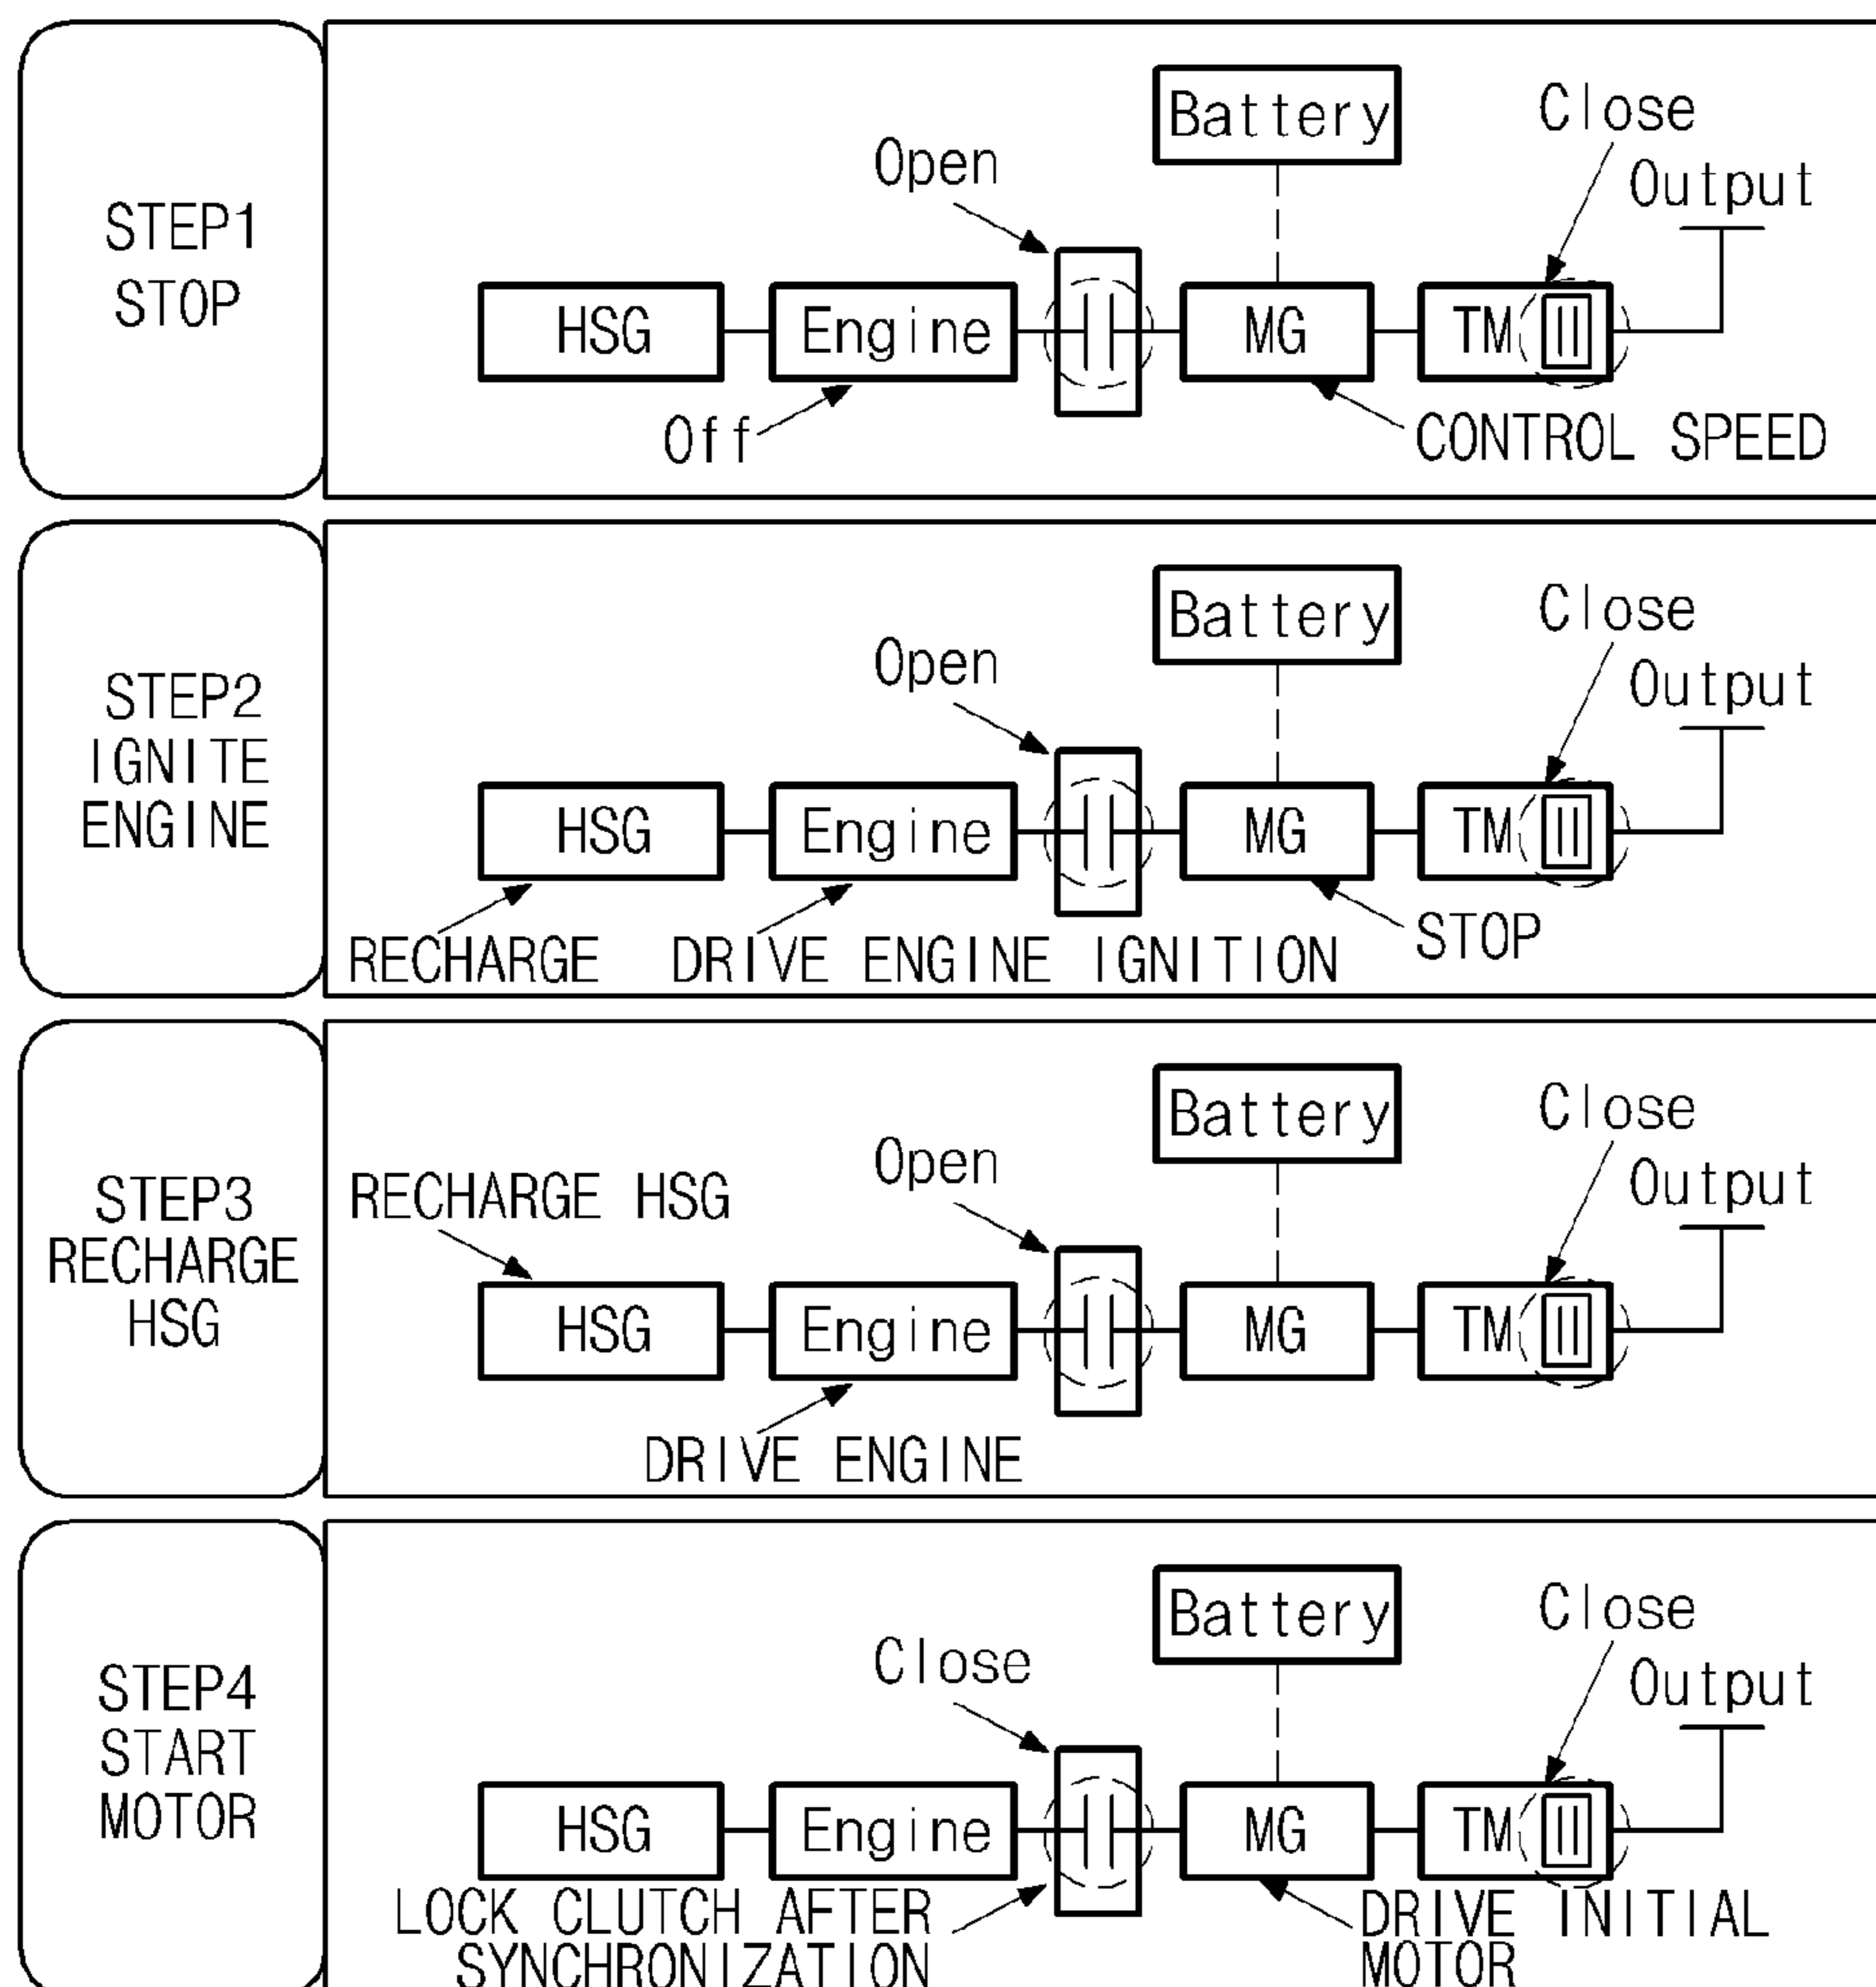 STEP1
STOP
Battery
Close
Open
Output
HSG
Engine
MG
TM
Off
CONTROL SPEED
STEP2
IGNITE
ENGINE
Battery
Close
Open
Output
HSG
Engine
MG
TM
RECHARGE
DRIVE ENGINE IGNITION
STOP
STEP3
RECHARGE
HSG
Battery
Close
Open
Output
RECHARGE HSG
HSG
Engine
MG
TM
DRIVE ENGINE
STEP4
START
MOTOR
Battery
Close
Close
Output
HSG
Engine
MG
TM
LOCK CLUTCH AFTER
SYNCHRONIZATION
DRIVE INITIAL
MOTOR